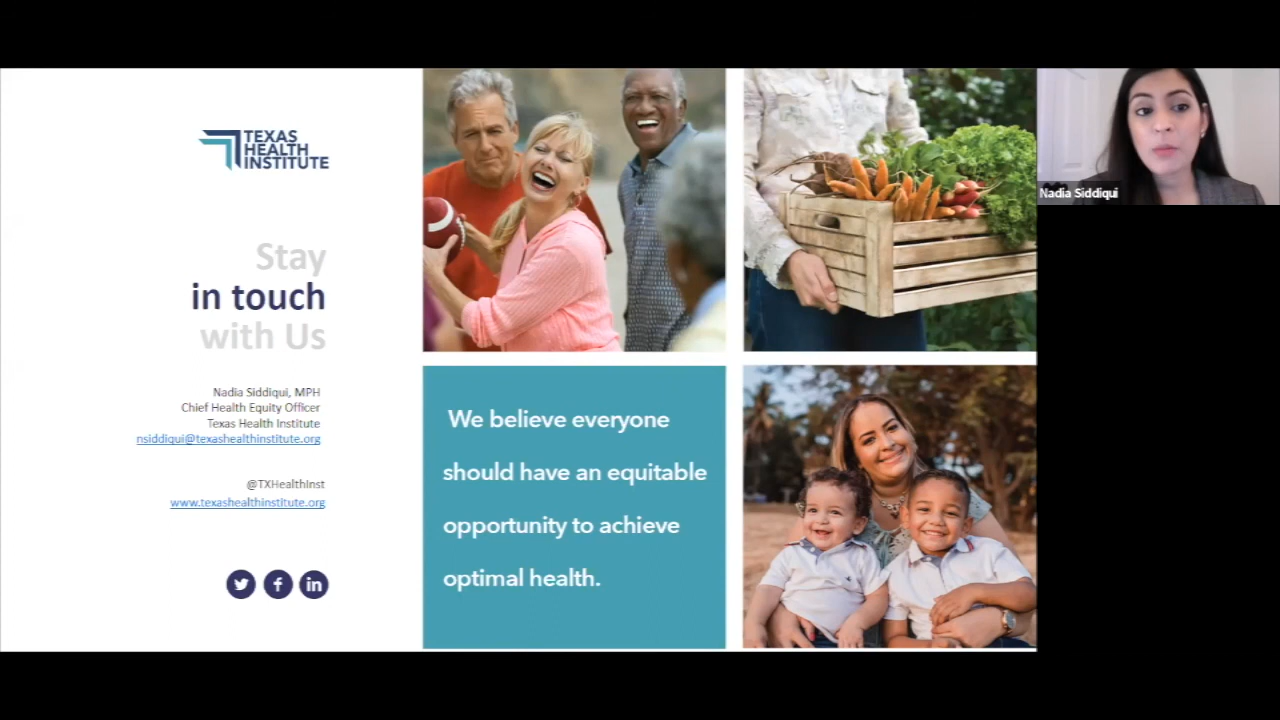 TEXAS
HEALTH
INSTITUTE
Stay
in touch
with Us
Nadia Siddiqui, MPH
Chief Health Equity Officer
Texas Health Institute
nsiddiqui@texashealthinstitute.org
@TXHealthInst
www.texashealthinstitute.org
in
We believe everyone
should have an equitable
opportunity to achieve
optimal health.
Nadia Siddiqui